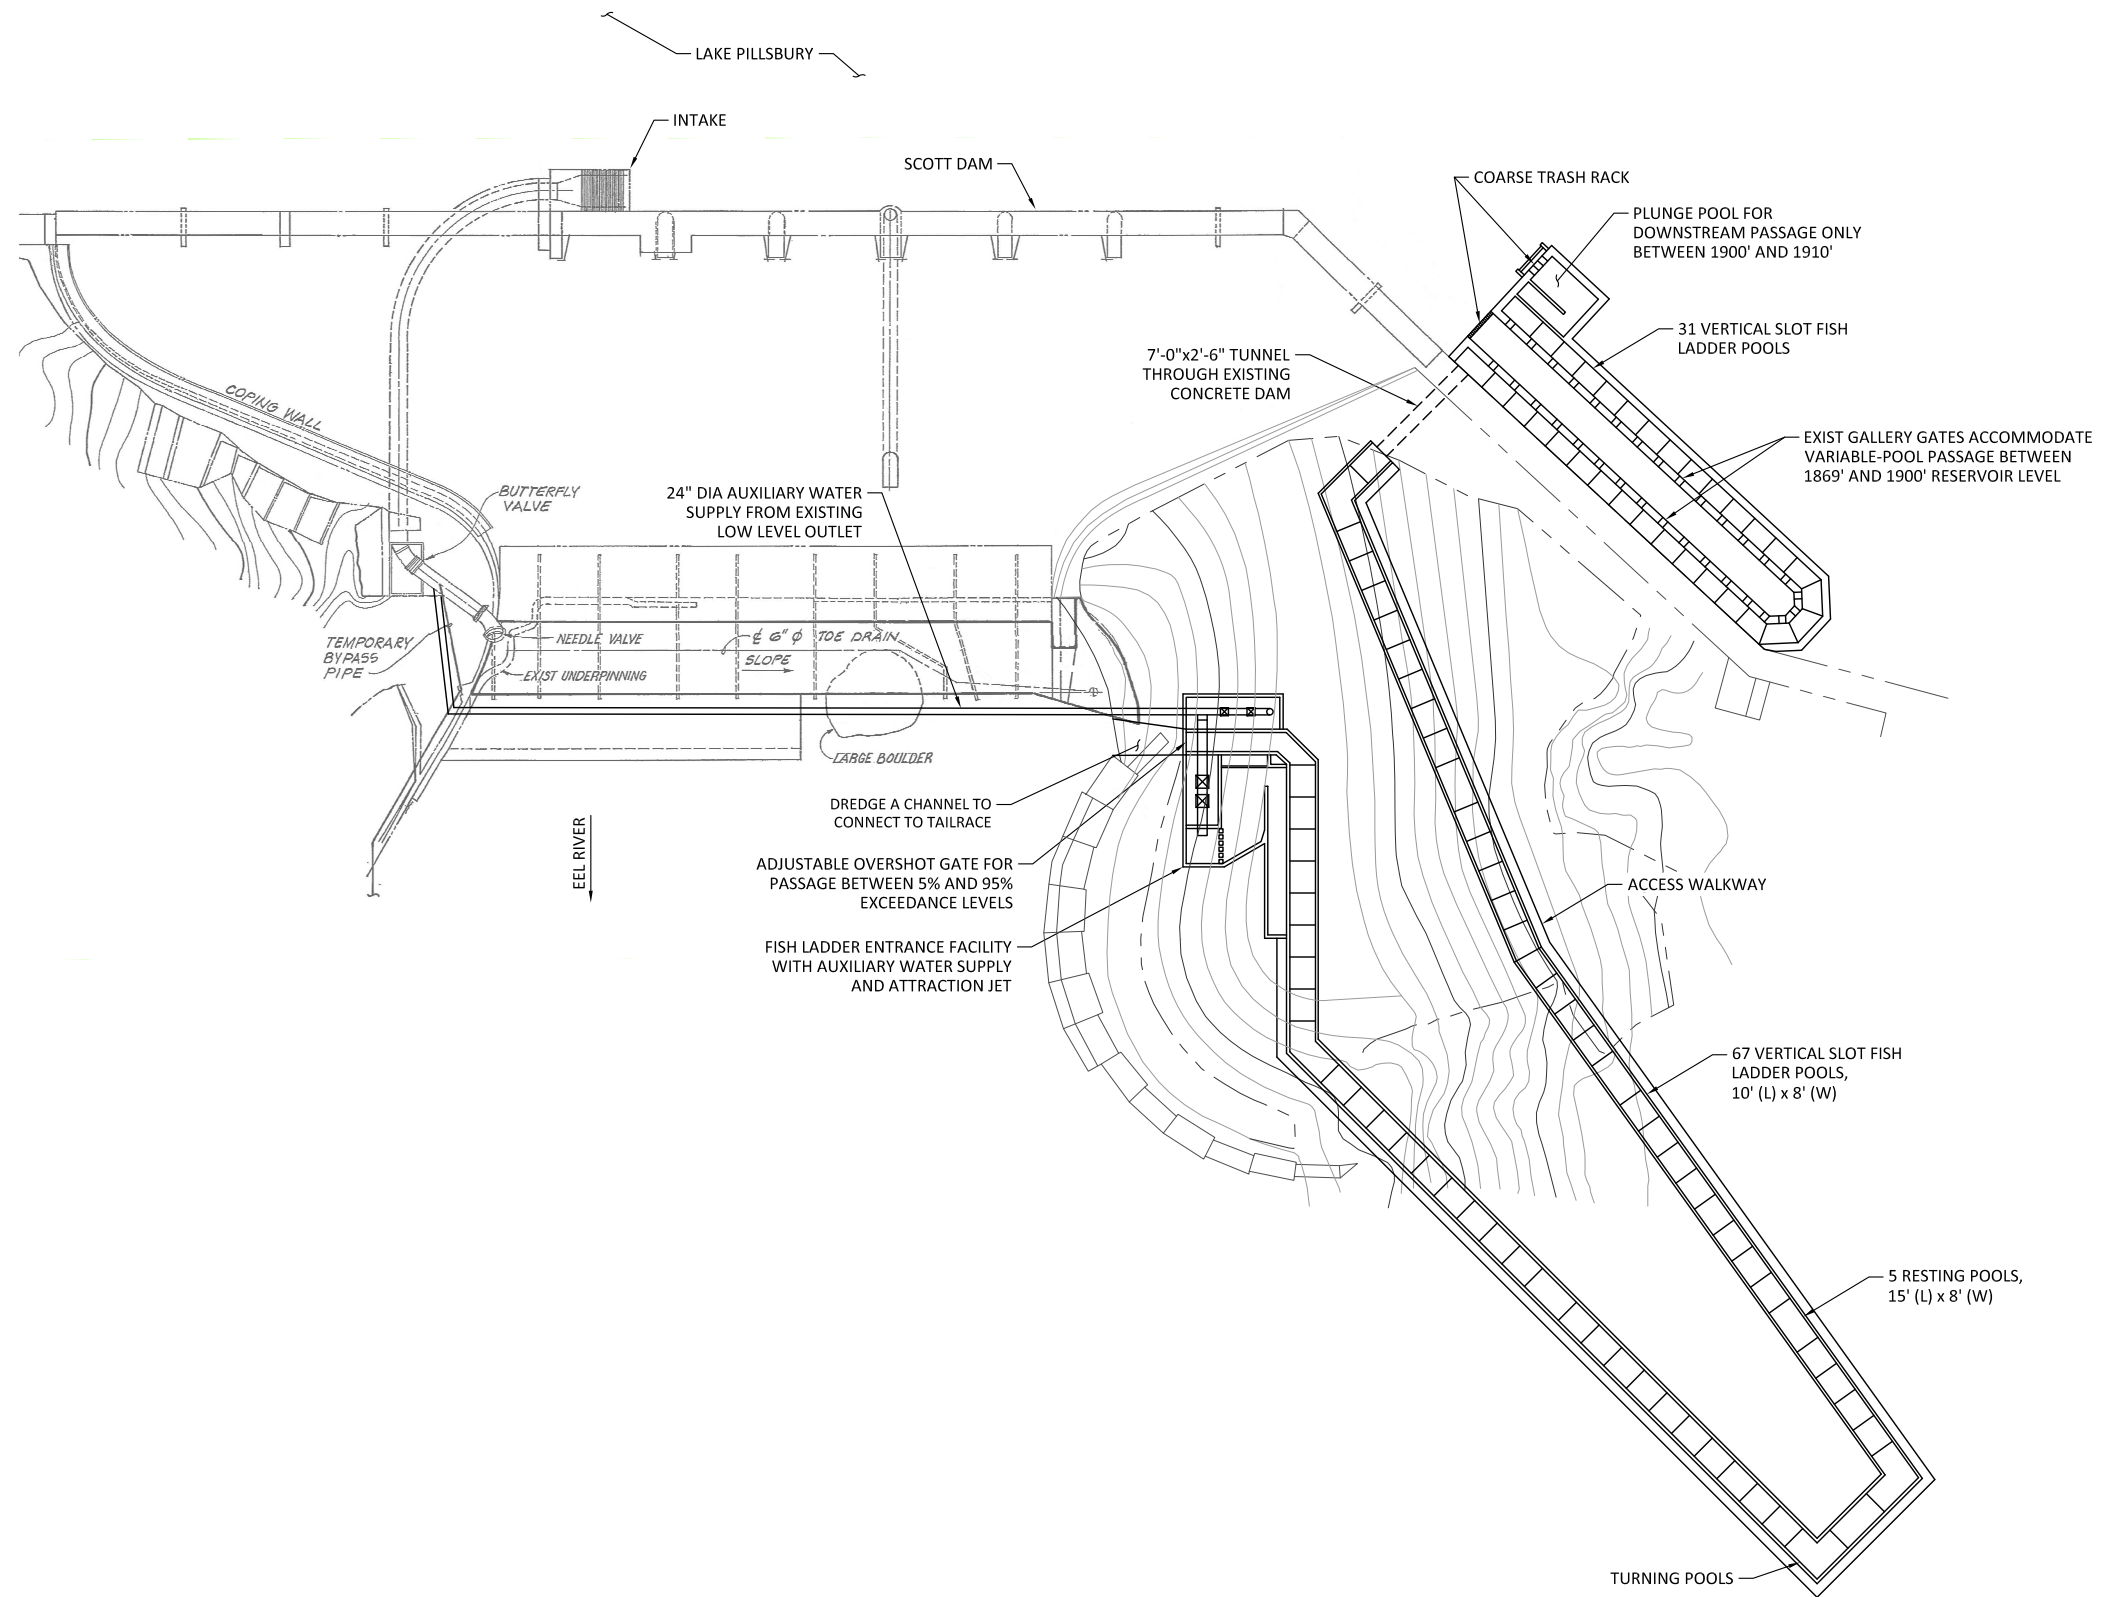 LAKE PILLSBURY
INTAKE
SCOTT DAM
COARSE TRASH RACK
PLUNGE POOL FOR
DOWNSTREAM PASSAGE ONLY
BETWEEN 1900' AND 1910'
31 VERTICAL SLOT FISH
LADDER POOLS
7'-0"x2'-6" TUNNEL
THROUGH EXISTING
CONCRETE DAM
EXIST GALLERY GATES ACCOMMODATE
VARIABLE-POOL PASSAGE BETWEEN
1869' AND 1900' RESERVOIR LEVEL
COPING WALL
BUTTERFLY
VALVE
24" DIA AUXILIARY WATER
SUPPLY FROM EXISTING
LOW LEVEL OUTLET
TEMPORARY
BYPASS
PIPE
NEEDLE VALVE
℄ 6" ϕ TOE DRAIN
SLOPE
EXIST UNDERPINNING
LARGE BOULDER
DREDGE A CHANNEL TO
CONNECT TO TAILRACE
EEL RIVER
ADJUSTABLE OVERSHOT GATE FOR
PASSAGE BETWEEN 5% AND 95%
EXCEEDANCE LEVELS
ACCESS WALKWAY
FISH LADDER ENTRANCE FACILITY
WITH AUXILIARY WATER SUPPLY
AND ATTRACTION JET
67 VERTICAL SLOT FISH
LADDER POOLS,
10' (L) x 8' (W)
5 RESTING POOLS,
15' (L) x 8' (W)
TURNING POOLS